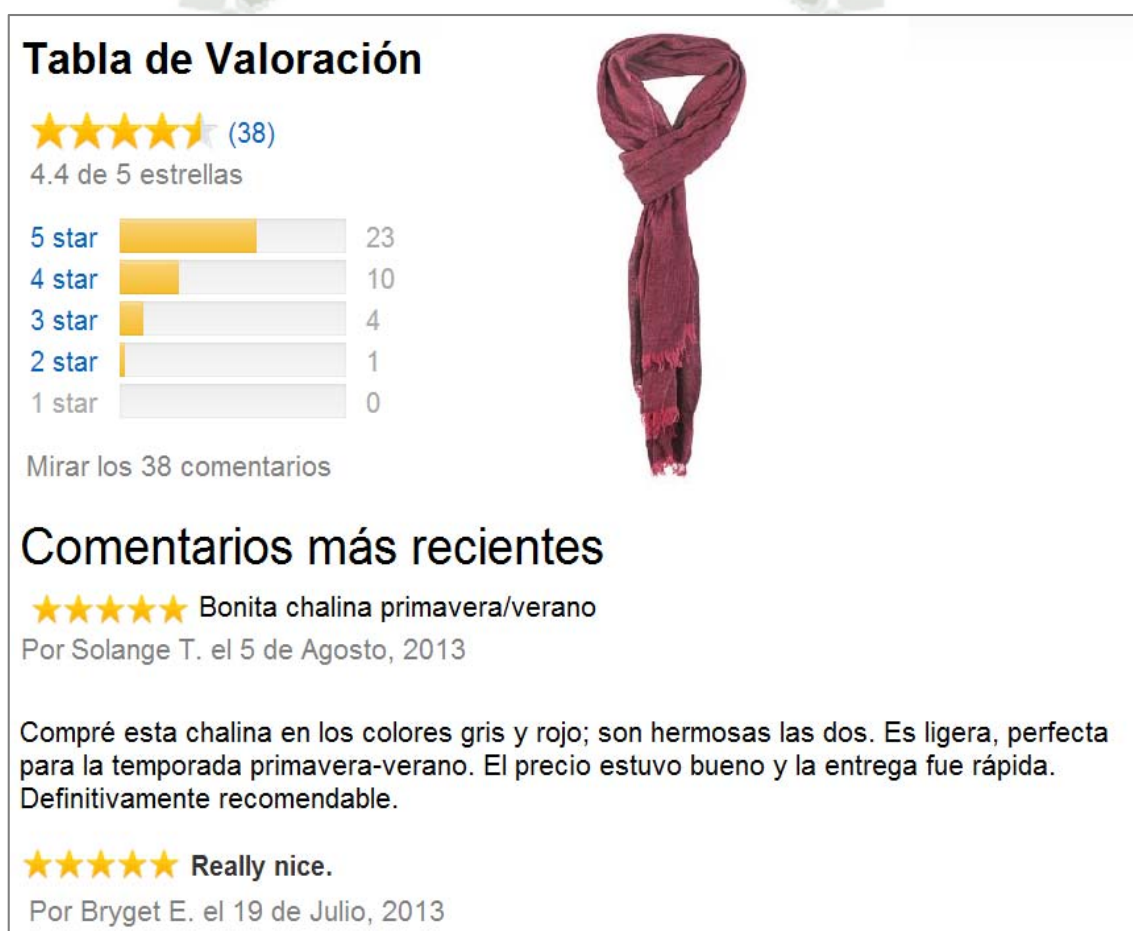 Tabla de Valoración
(38)
4.4 de 5 estrellas
5 star 23
4 star 10
3 star 4
2 star 1
1 star 0
Mirar los 38 comentarios
Comentarios más recientes
Bonita chalina primavera/verano
Por Solange T. el 5 de Agosto, 2013
Compré esta chalina en los colores gris y rojo; son hermosas las dos. Es ligera, perfecta
para la temporada primavera-verano. El precio estuvo bueno y la entrega fue rápida.
Definitivamente recomendable.
Really nice.
Por Bryget E. el 19 de Julio, 2013